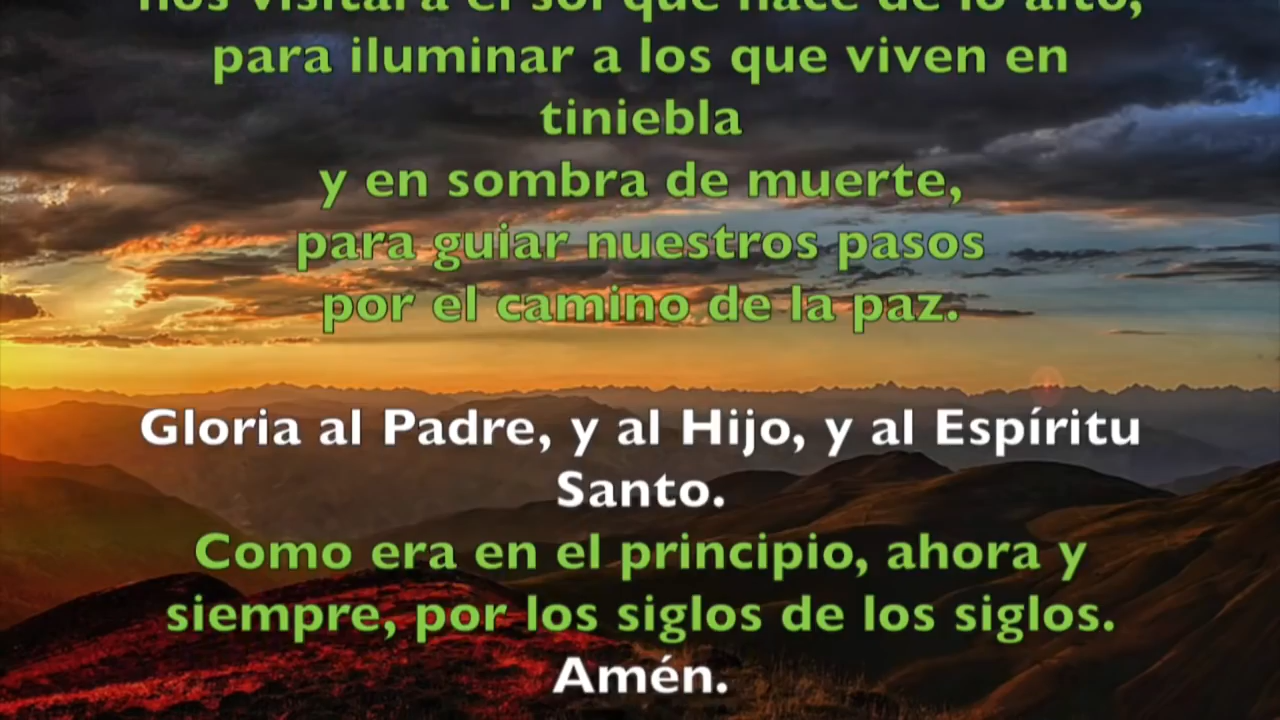 nos visitará el sol que nace de lo alto,
para iluminar a los que viven en
tiniebla
y en sombra de muerte,
para guiar nuestros pasos
por el camino de la paz.
Gloria al Padre, y al Hijo, y al Espíritu
Santo.
Como era en el principio, ahora y
siempre, por los siglos de los siglos.
Amén.